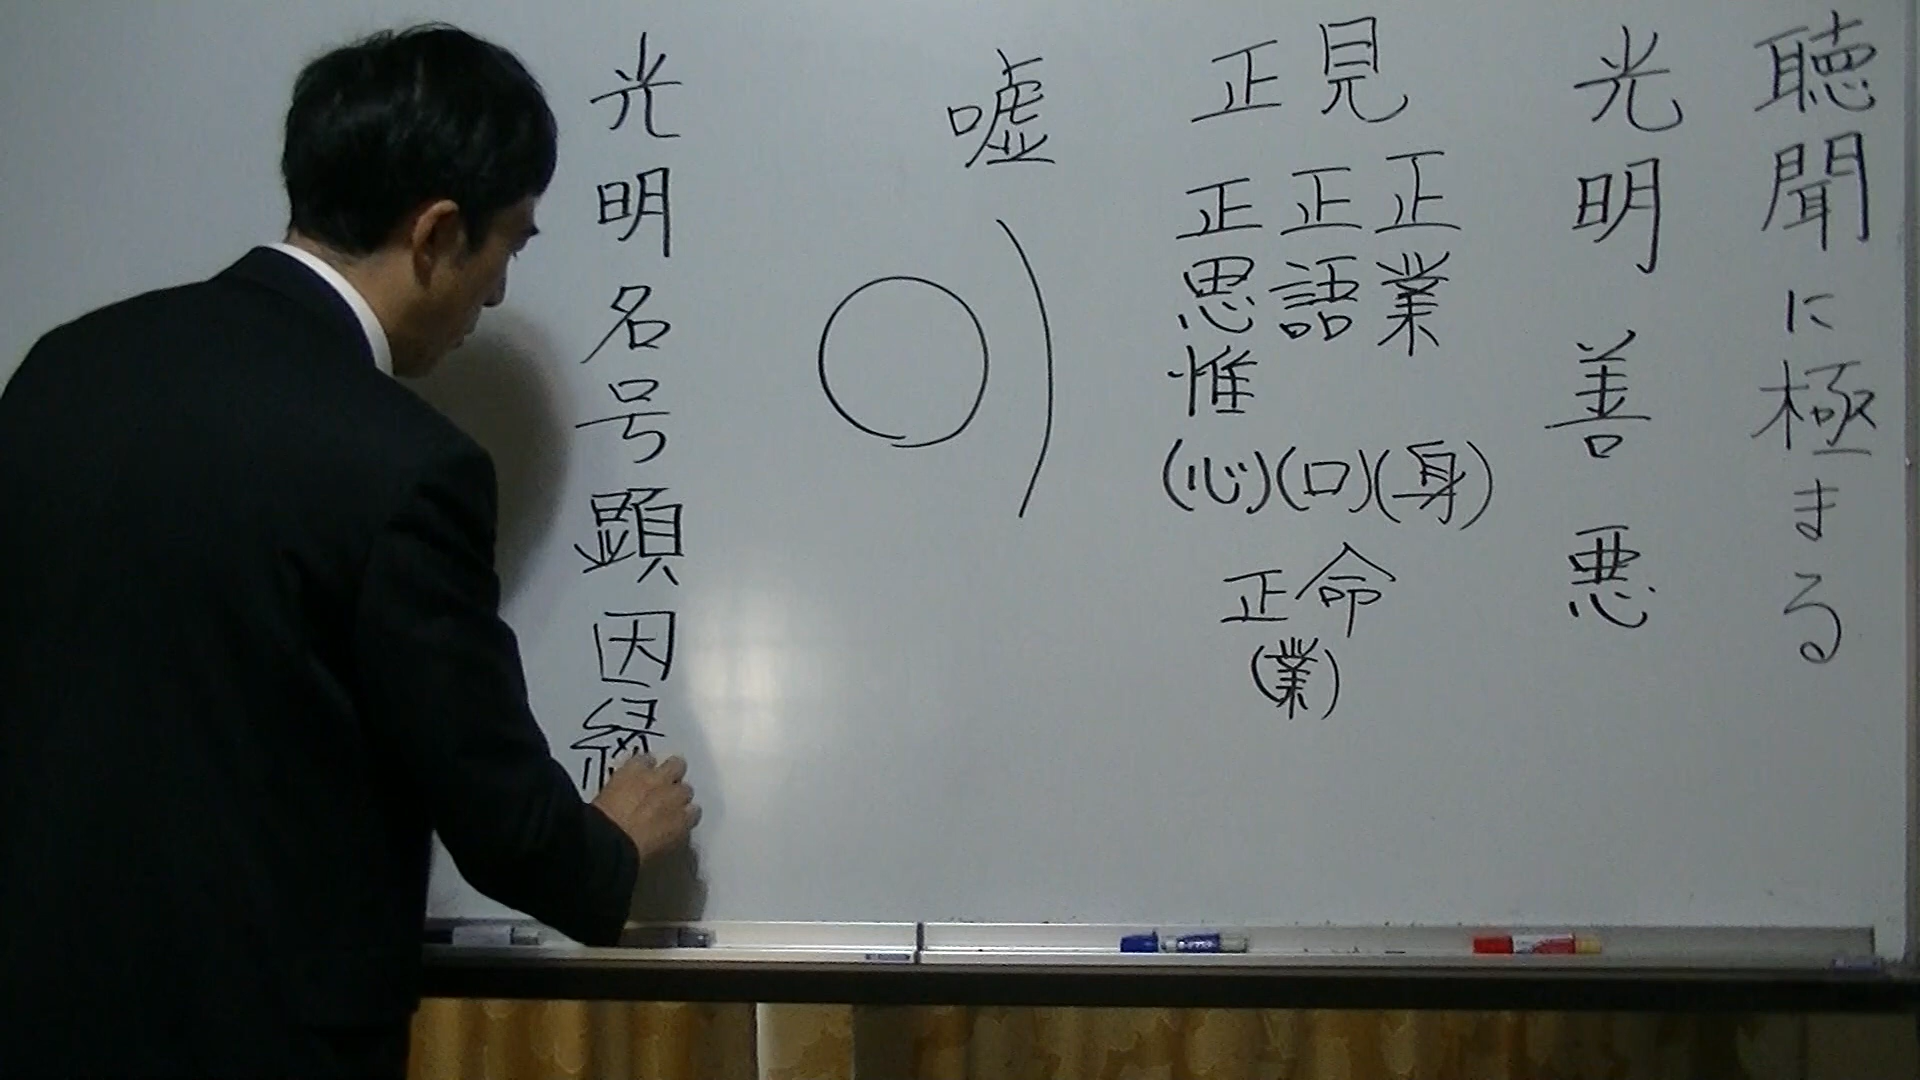 聴聞に極まる
光明 善 悪
正見
正業
正語
正思惟
(心)(口)(身)
正命
(業)
嘘
光明名号顕因縁